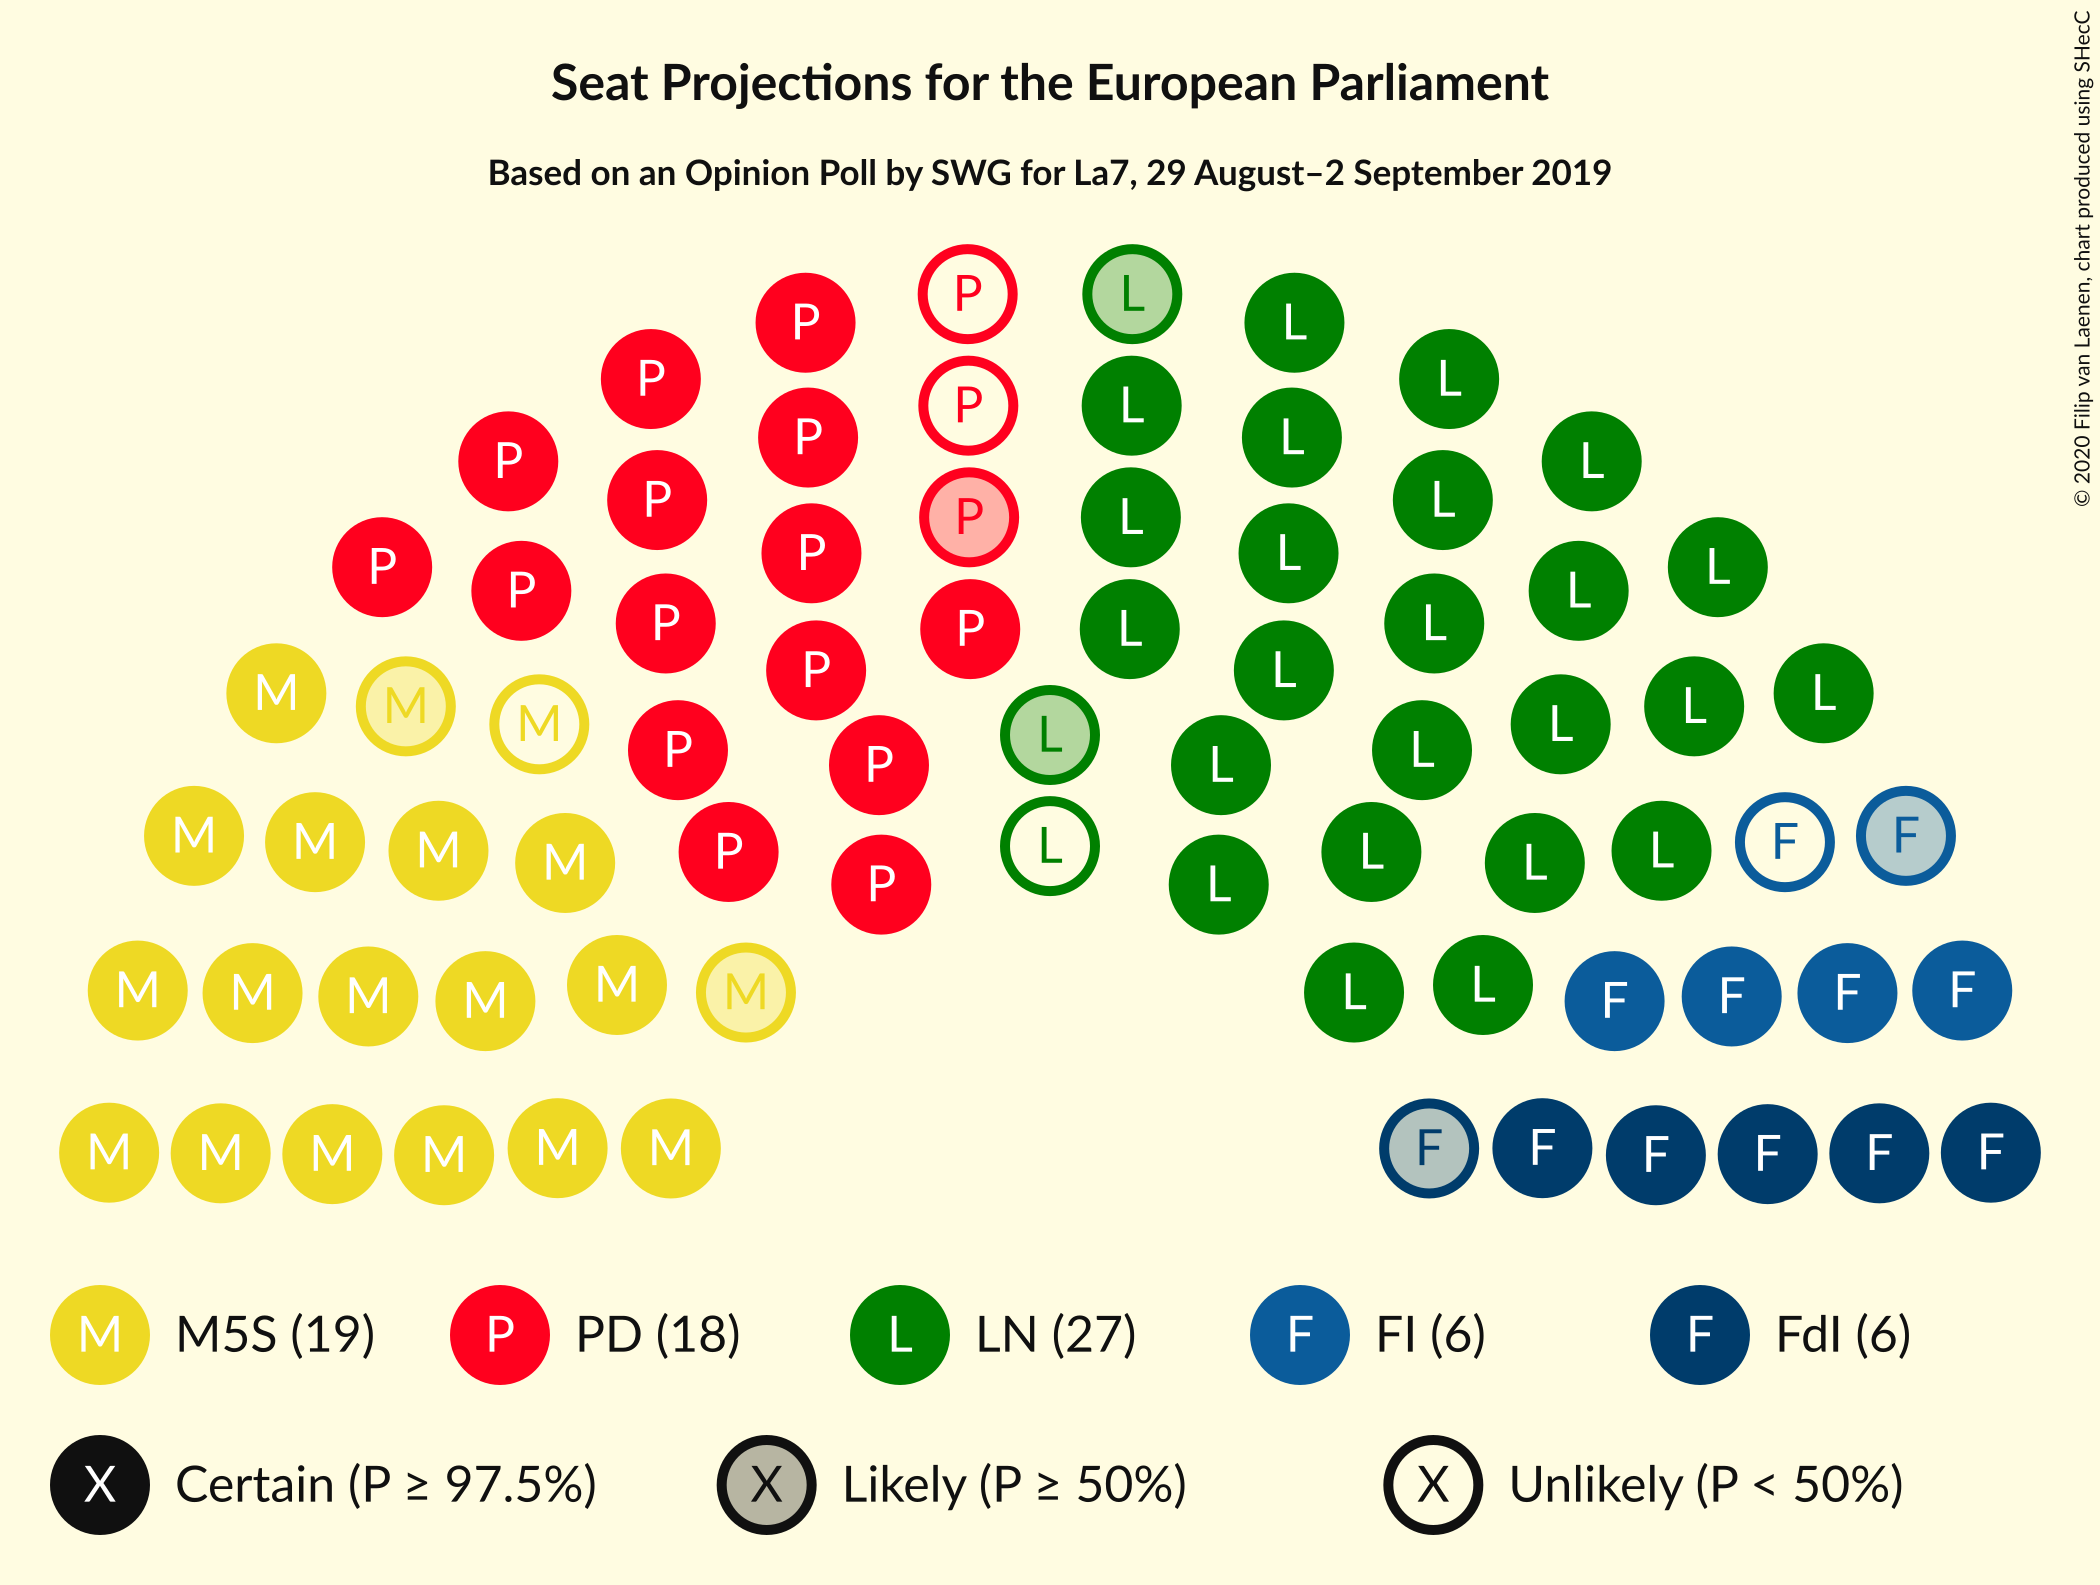 Seat Projections for the European Parliament
Based on an Opinion Poll by SWG for La7, 29 August–2 September 2019
© 2020 Filip van Laenen, chart produced using SHecC
P L
P L
P P L
P L
P L L
P P L
P P L L
P L
P P L L
P P L L
P L
M M M P P L L L L L
P P L L
M M M M P P L L L L L L F F
M M M M M M L L F F F F
M M M M M M F F F F F F
M M5S (19) P PD (18) L LN (27) F FI (6) F FdI (6)
X Certain (P ≥ 97.5%) X Likely (P ≥ 50%) X Unlikely (P < 50%)